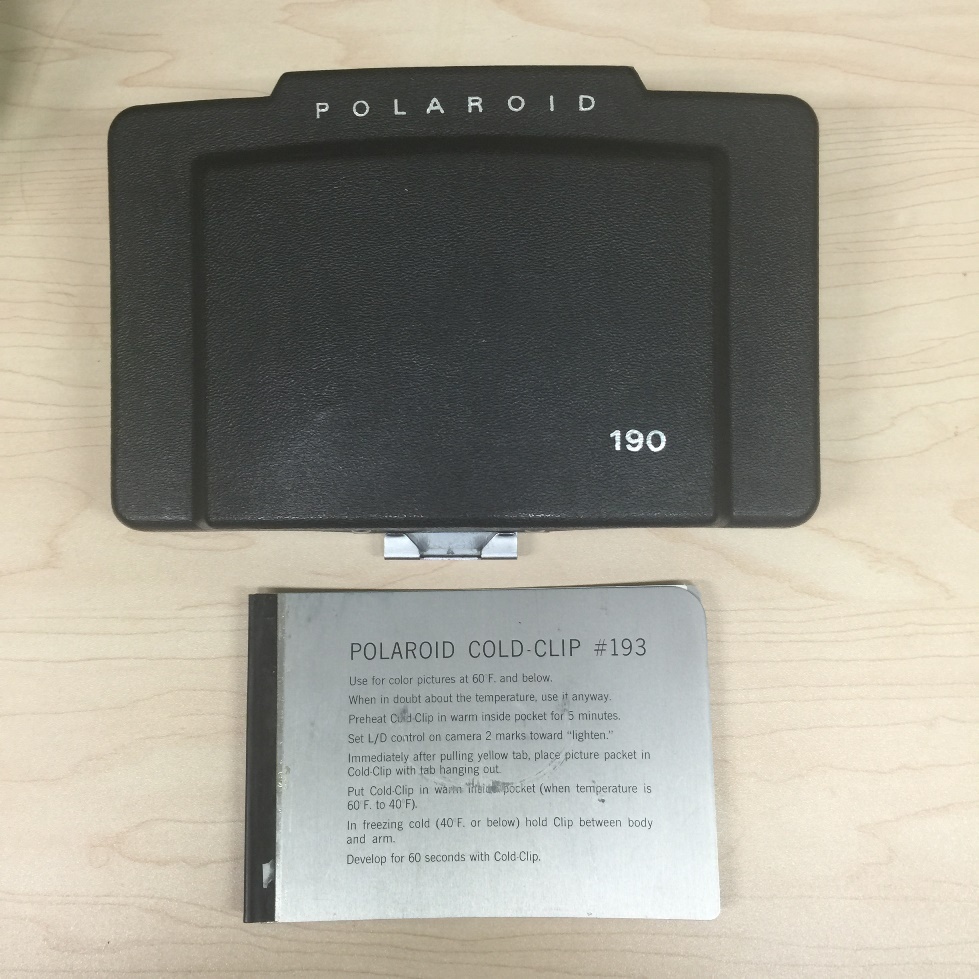 POLAROID
190
POLAROID COLD-CLIP #193
Use for color pictures at 60°F. and below.
When in doubt about the temperature, use it anyway.
Preheat Cold-Clip in warm inside pocket for 5 minutes.
Set L/D control on camera 2 marks toward "lighten."
Immediately after pulling yellow tab, place picture packet in
Cold-Clip with tab hanging out.
Put Cold-Clip in warm inside pocket (when temperature is
60°F. to 40°F).
In freezing cold (40°F. or below) hold Clip between body
and arm.
Develop for 60 seconds with Cold-Clip.